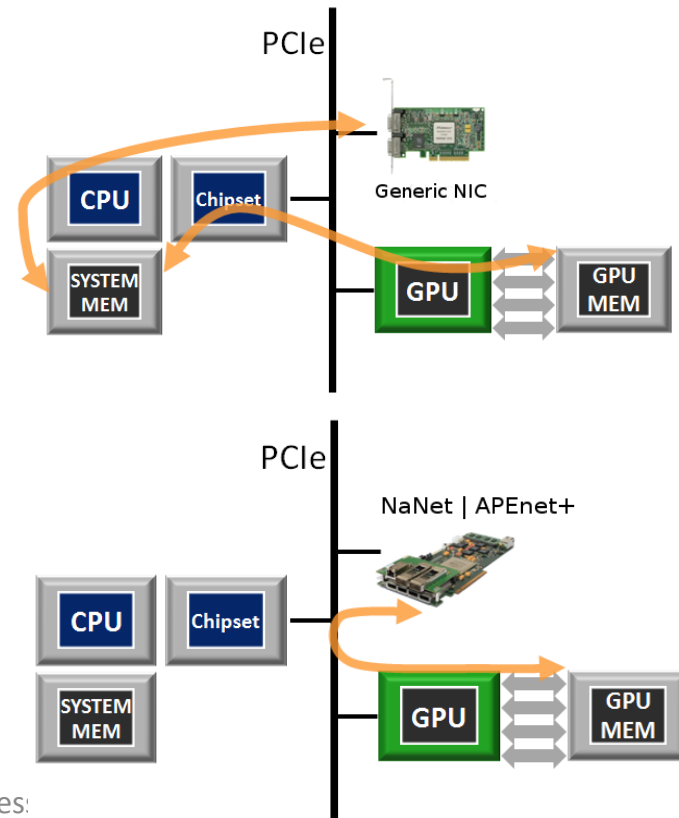 PCIe
Generic NIC
CPU
Chipset
SYSTEM
MEM
GPU
GPU
MEM
PCIe
NaNet | APEnet+
CPU
Chipset
SYSTEM
MEM
GPU
GPU
MEM